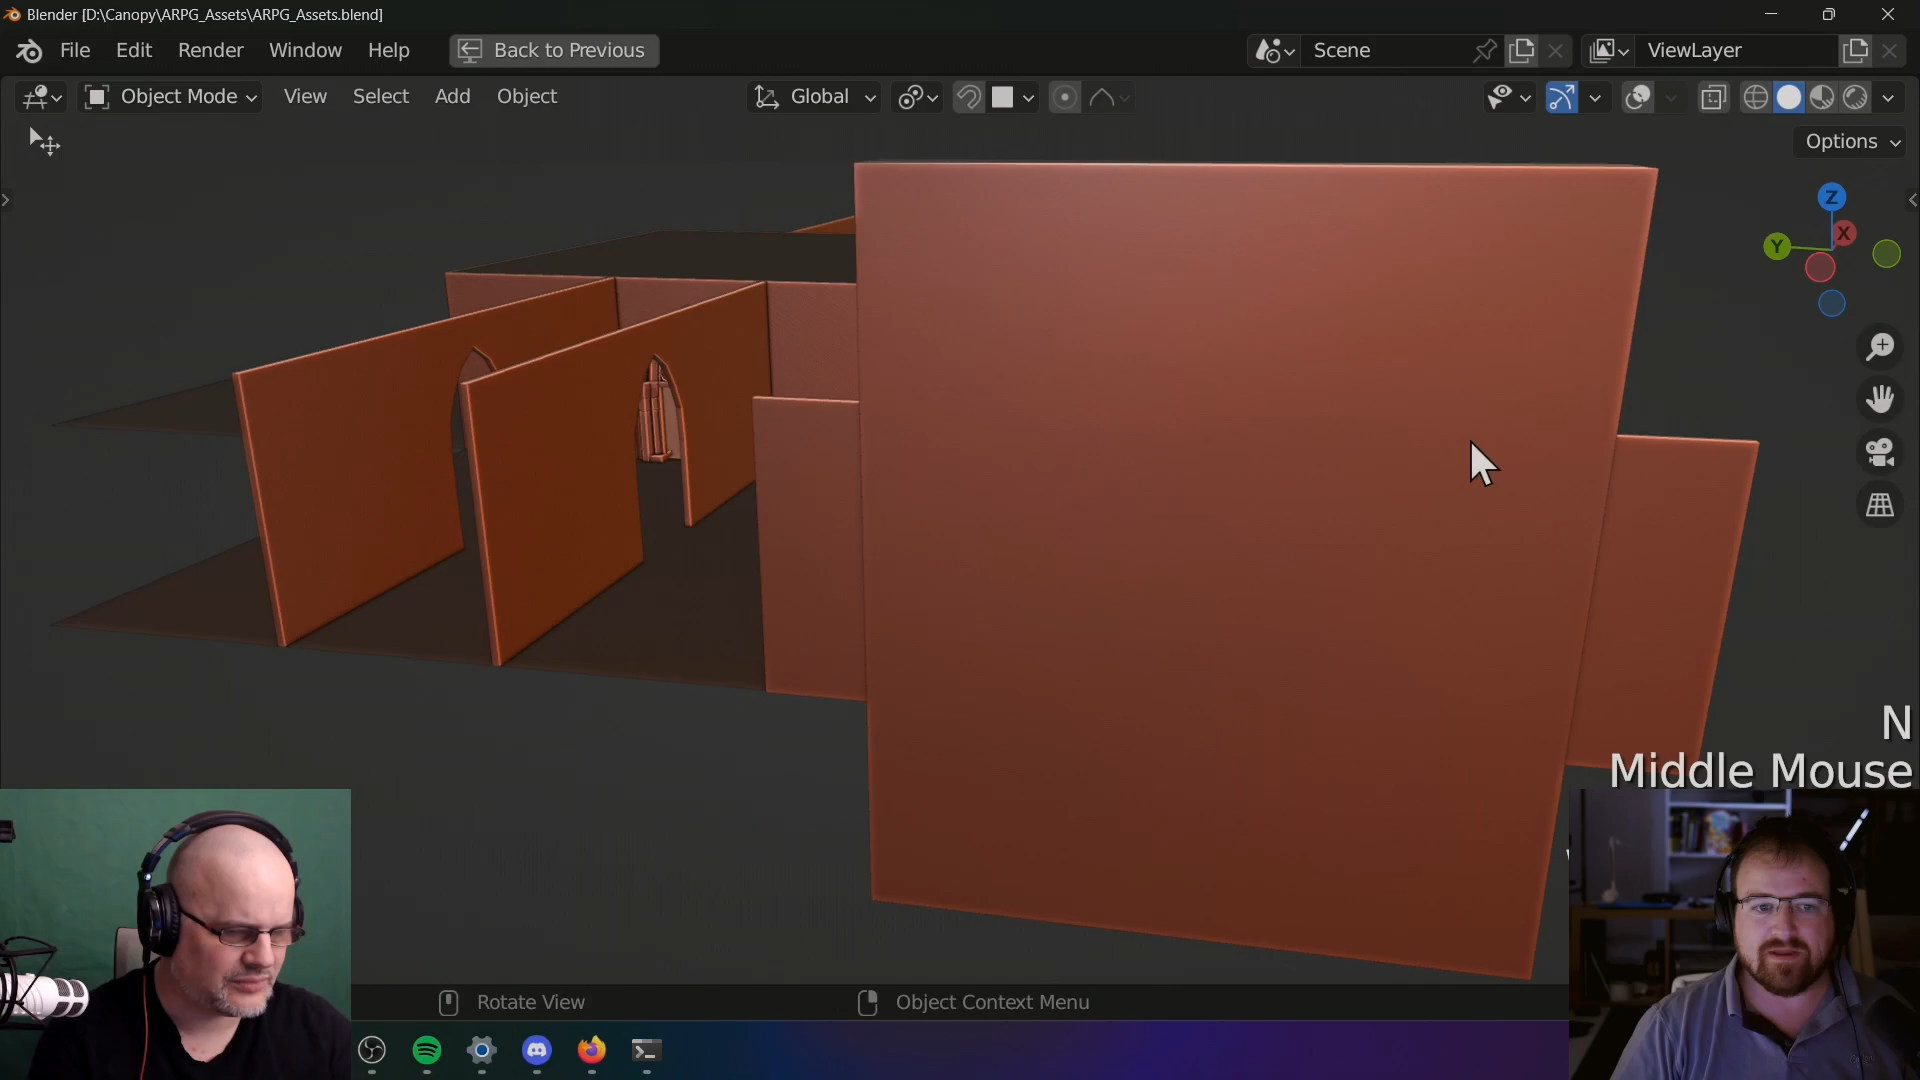 Blender [D:\Canopy\ARPG_Assets\ARPG_Assets.blend]
File Edit Render Window Help Back to Previous Scene ViewLayer
Object Mode View Select Add Object Global
Options
Z
Y X
N
Middle Mouse
Rotate View Object Context Menu